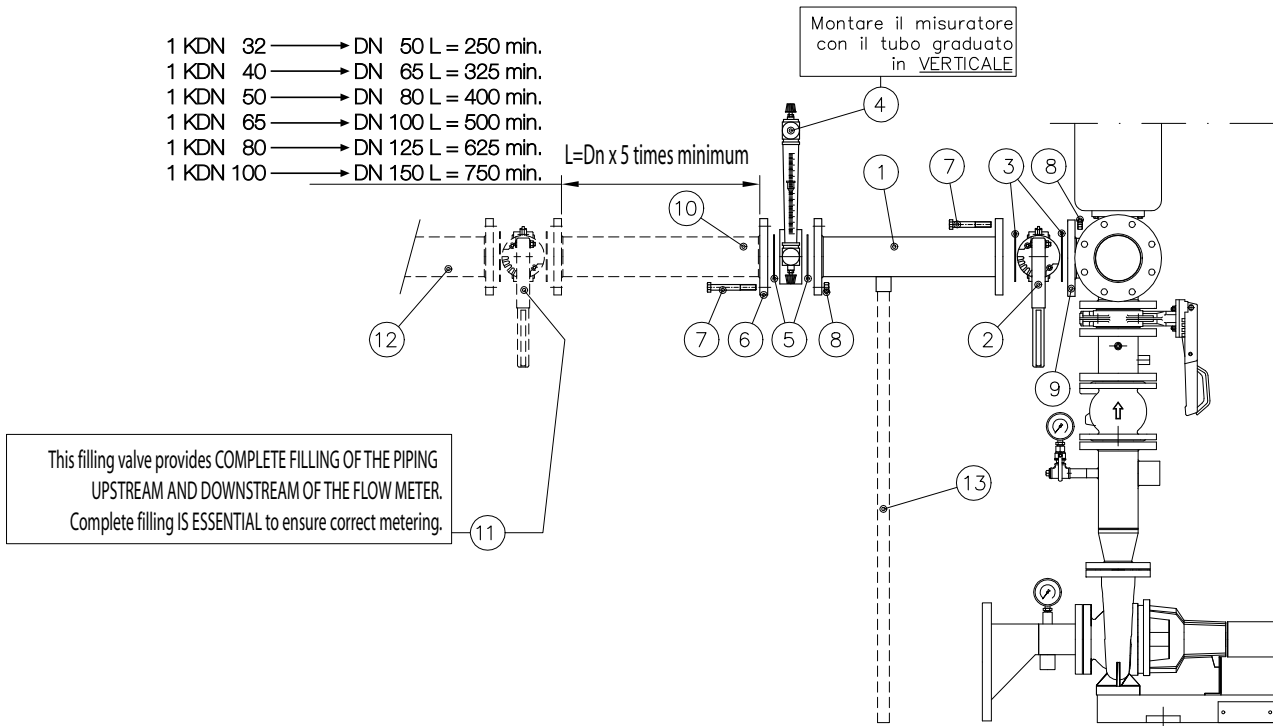 1 KDN 32 DN 50 L = 250 min.
1 KDN 40 DN 65 L = 325 min.
1 KDN 50 DN 80 L = 400 min.
1 KDN 65 DN 100 L = 500 min.
1 KDN 80 DN 125 L = 625 min.
1 KDN 100 DN 150 L = 750 min.
Montare il misuratore
con il tubo graduato
in VERTICALE
4
L=Dn x 5 times minimum
10
1
7
3
8
12
7
6
5
8
2
9
This filling valve provides COMPLETE FILLING OF THE PIPING
UPSTREAM AND DOWNSTREAM OF THE FLOW METER.
Complete filling IS ESSENTIAL to ensure correct metering.
11
13